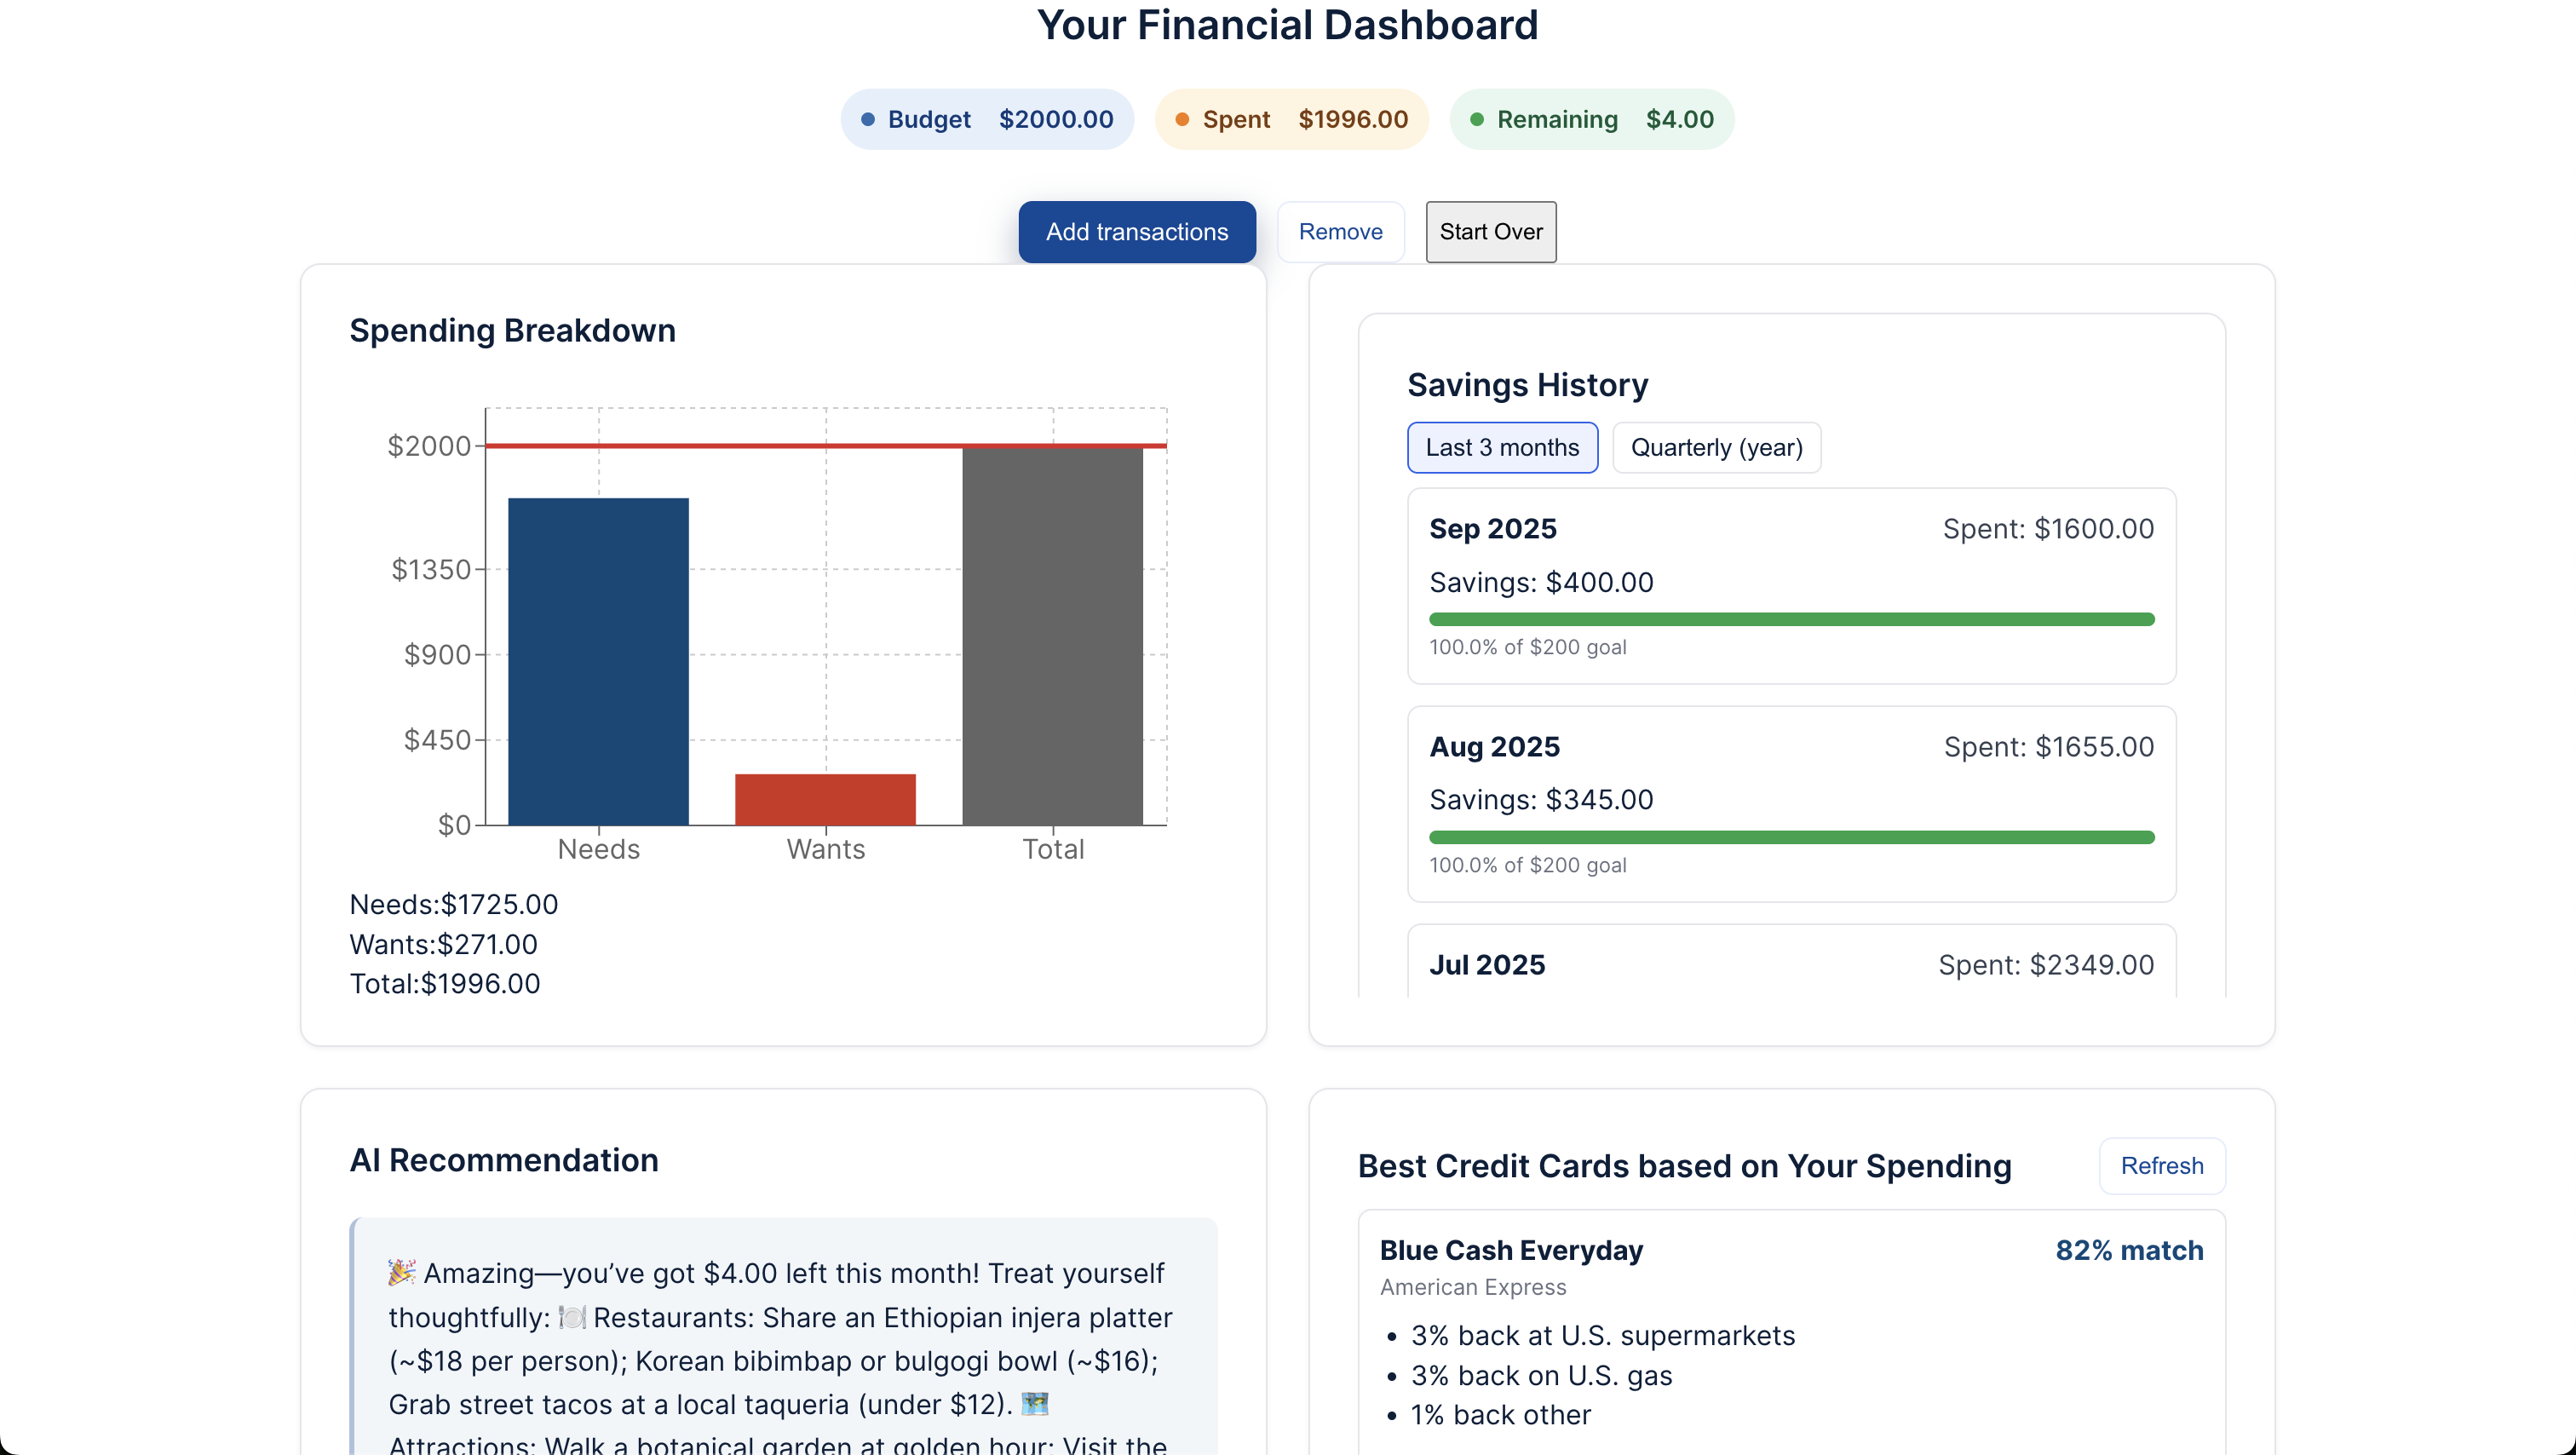 Your Financial Dashboard
Budget $2000.00
Spent $1996.00
Remaining $4.00
Add transactions
Remove
Start Over
Spending Breakdown
$2000
$1350
$900
$450
$0
Needs
Wants
Total
Needs:$1725.00
Wants:$271.00
Total:$1996.00
Savings History
Last 3 months
Quarterly (year)
Sep 2025
Spent: $1600.00
Savings: $400.00
100.0% of $200 goal
Aug 2025
Spent: $1655.00
Savings: $345.00
100.0% of $200 goal
Jul 2025
Spent: $2349.00
AI Recommendation
🎉 Amazing—you’ve got $4.00 left this month! Treat yourself
thoughtfully: 🍽️ Restaurants: Share an Ethiopian injera platter
(~$18 per person); Korean bibimbap or bulgogi bowl (~$16);
Grab street tacos at a local taqueria (under $12). 🗺️
Attractions: Walk a botanical garden at golden hour; Visit the
Best Credit Cards based on Your Spending
Refresh
Blue Cash Everyday
82% match
American Express
• 3% back at U.S. supermarkets
• 3% back on U.S. gas
• 1% back other